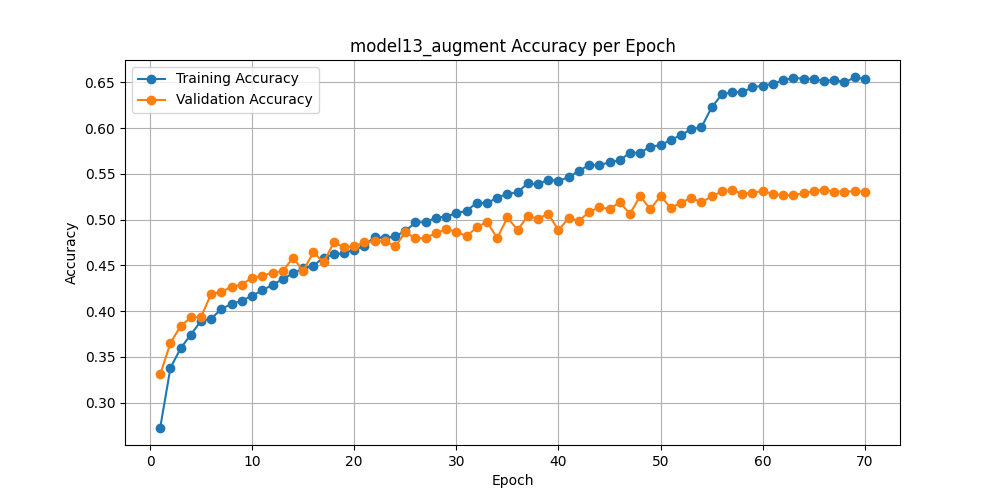 model13_augment Accuracy per Epoch
Training Accuracy
Validation Accuracy
Accuracy
0.65
0.60
0.55
0.50
0.45
0.40
0.35
0.30
0 10 20 30 40 50 60 70
Epoch